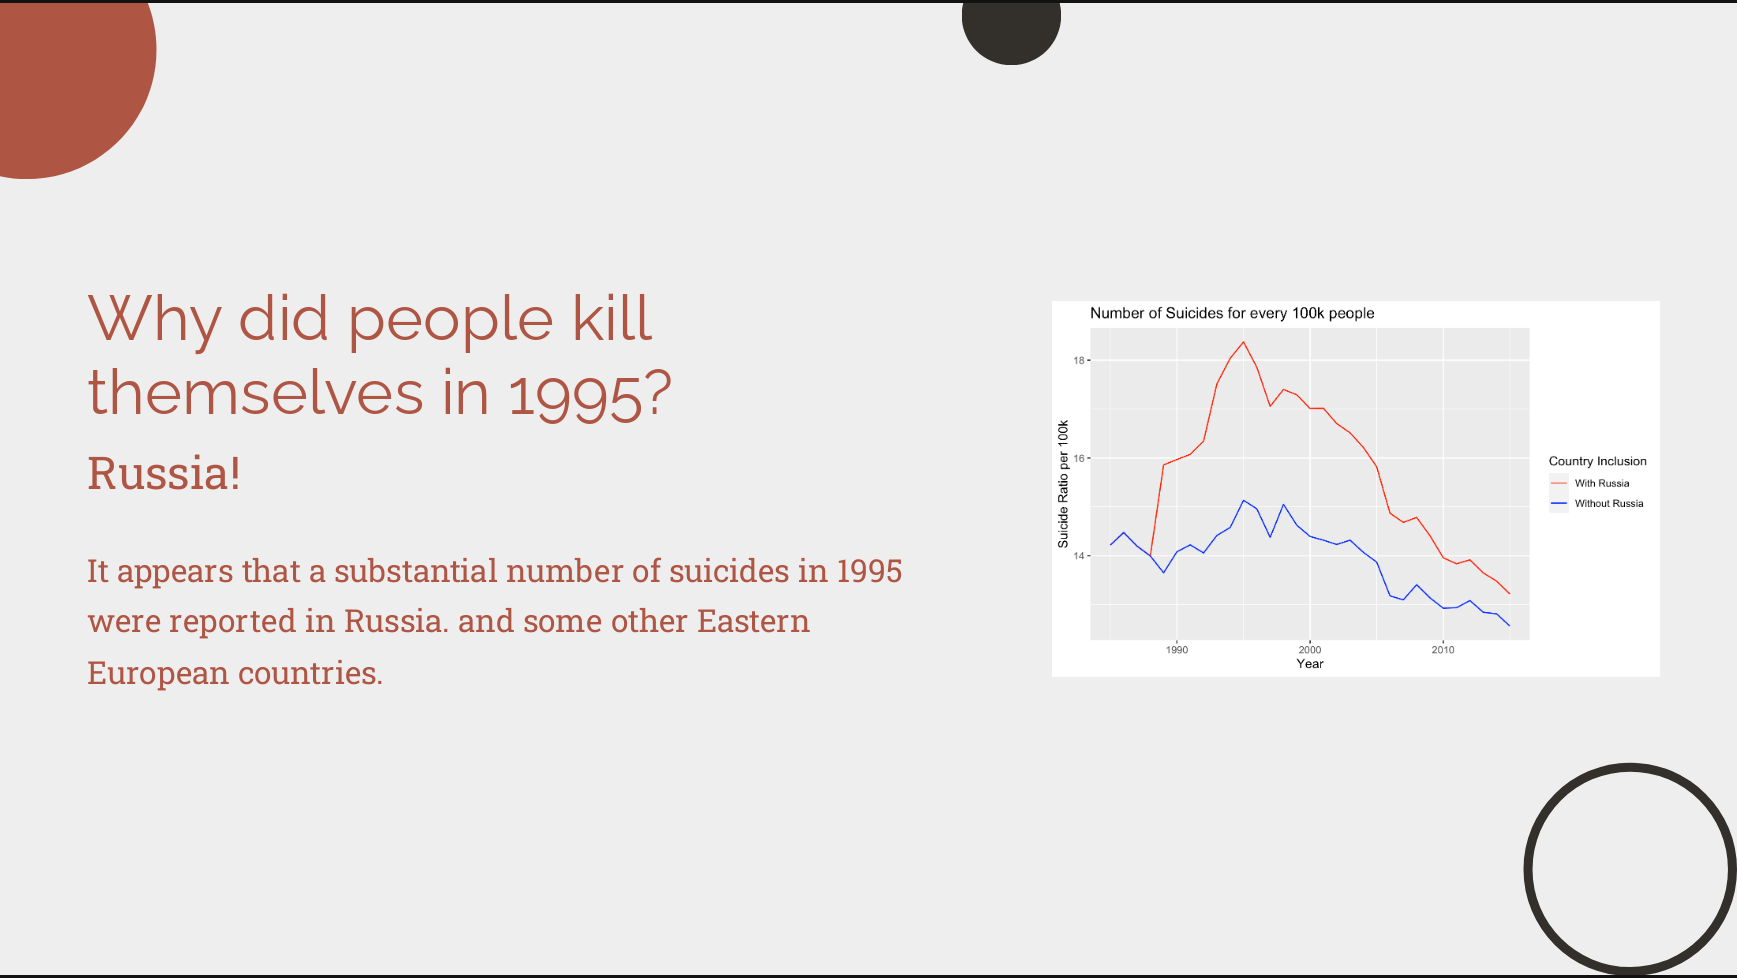 Why did people kill
themselves in 1995?
Russia!
It appears that a substantial number of suicides in 1995
were reported in Russia. and some other Eastern
European countries.
Number of Suicides for every 100k people
Suicide Ratio per 100k
18
16
14
1990
2000
2010
Year
Country Inclusion
With Russia
Without Russia